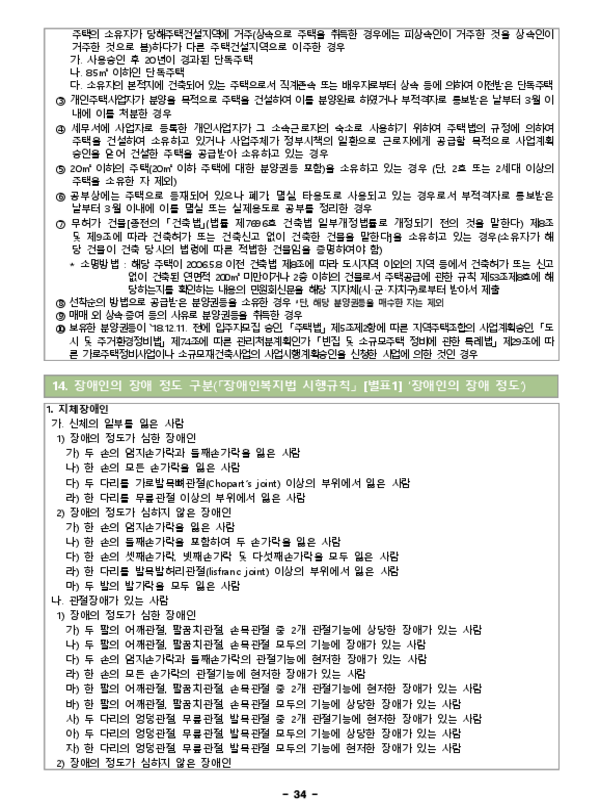 주택의 소유자가 당해주택건설지역에 거주(상속으로 주택을 취득한 경우에는 피상속인이 거주한 것을 상속인이
거주한 것으로 봄)하다가 다른 주택건설지역으로 이주한 경우
가. 사용승인 후 20년이 경과된 단독주택
나. 85㎡ 이하인 단독주택
다. 소유자의 본적지에 건축되어 있는 주택으로서 직계존속 또는 배우자로부터 상속 등에 의하여 이전받은 단독주택
③ 개인주택사업자가 분양을 목적으로 주택을 건설하여 이를 분양완료 하였거나 부적격자로 통보받은 날부터 3월 이
내에 이를 처분한 경우
④ 세무서에 사업자로 등록한 개인사업자가 그 소속근로자의 숙소로 사용하기 위하여 주택법의 규정에 의하여
주택을 건설하여 소유하고 있거나 사업주체가 정부시책의 일환으로 근로자에게 공급할 목적으로 사업계획
승인을 얻어 건설한 주택을 공급받아 소유하고 있는 경우
⑤ 20㎡ 이하의 주택(20㎡ 이하 주택에 대한 분양권등 포함)을 소유하고 있는 경우 (단, 2호 또는 2세대 이상의
주택을 소유한 자 제외)
⑥ 공부상에는 주택으로 등재되어 있으나 폐가, 멸실, 타용도로 사용되고 있는 경우로서 부적격자로 통보받은
날부터 3월 이내에 이를 멸실 또는 실제용도로 공부를 정리한 경우
⑦ 무허가 건물[종전의 「건축법」(법률 제7696호 건축법 일부개정법률로 개정되기 전의 것을 말한다) 제8조
및 제9조에 따라 건축허가 또는 건축신고 없이 건축한 건물을 말한다]을 소유하고 있는 경우(소유자가 해
당 건물이 건축 당시의 법령에 따른 적법한 건물임을 증명하여야 함)
* 소명방법 : 해당 주택이 2006.5.8 이전 건축법 제8조에 따라 도시지역 이외의 지역 등에서 건축허가 또는 신고
없이 건축된 연면적 200㎡ 미만이거나 2층 이하의 건물로서 주택공급에 관한 규칙 제53조제8호에 해
당하는지를 확인하는 내용의 민원회신문을 해당 지자체(시·군·자치구)로부터 받아서 제출
⑧ 선착순의 방법으로 공급받은 분양권등을 소유한 경우 *단, 해당 분양권등을 매수한 자는 제외
⑨ 매매 외 상속·증여 등의 사유로 분양권등을 취득한 경우
⑩ 보유한 분양권등이 '18.12.11. 전에 입주자모집 승인 「주택법」 제5조제2항에 따른 지역주택조합의 사업계획승인 「도
시 및 주거환경정비법」 제74조에 따른 관리처분계획인가 「빈집 및 소규모주택 정비에 관한 특례법」 제29조에 따
른 가로주택정비사업이나 소규모재건축사업의 사업시행계획승인을 신청한 사업에 의한 것인 경우
14. 장애인의 장애 정도 구분(「장애인복지법 시행규칙」 [별표1] '장애인의 장애 정도')
1. 지체장애인
가. 신체의 일부를 잃은 사람
1) 장애의 정도가 심한 장애인
가) 두 손의 엄지손가락과 둘째손가락을 잃은 사람
나) 한 손의 모든 손가락을 잃은 사람
다) 두 다리를 가로발목뼈관절(Chopart's joint) 이상의 부위에서 잃은 사람
라) 한 다리를 무릎관절 이상의 부위에서 잃은 사람
2) 장애의 정도가 심하지 않은 장애인
가) 한 손의 엄지손가락을 잃은 사람
나) 한 손의 둘째손가락을 포함하여 두 손가락을 잃은 사람
다) 한 손의 셋째손가락, 넷째손가락 및 다섯째손가락을 모두 잃은 사람
라) 한 다리를 발목발허리관절(lisfranc joint) 이상의 부위에서 잃은 사람
마) 두 발의 발가락을 모두 잃은 사람
나. 관절장애가 있는 사람
1) 장애의 정도가 심한 장애인
가) 두 팔의 어깨관절, 팔꿈치관절, 손목관절 중 2개 관절기능에 상당한 장애가 있는 사람
나) 두 팔의 어깨관절, 팔꿈치관절, 손목관절 모두의 기능에 장애가 있는 사람
다) 두 손의 엄지손가락과 둘째손가락의 관절기능에 현저한 장애가 있는 사람
라) 한 손의 모든 손가락의 관절기능에 현저한 장애가 있는 사람
마) 한 팔의 어깨관절, 팔꿈치관절, 손목관절 중 2개 관절기능에 현저한 장애가 있는 사람
바) 한 팔의 어깨관절, 팔꿈치관절, 손목관절 모두의 기능에 상당한 장애가 있는 사람
사) 두 다리의 엉덩관절, 무릎관절, 발목관절 중 2개 관절기능에 현저한 장애가 있는 사람
아) 두 다리의 엉덩관절, 무릎관절, 발목관절 모두의 기능에 상당한 장애가 있는 사람
자) 한 다리의 엉덩관절, 무릎관절, 발목관절 모두의 기능에 현저한 장애가 있는 사람
2) 장애의 정도가 심하지 않은 장애인
- 34 -